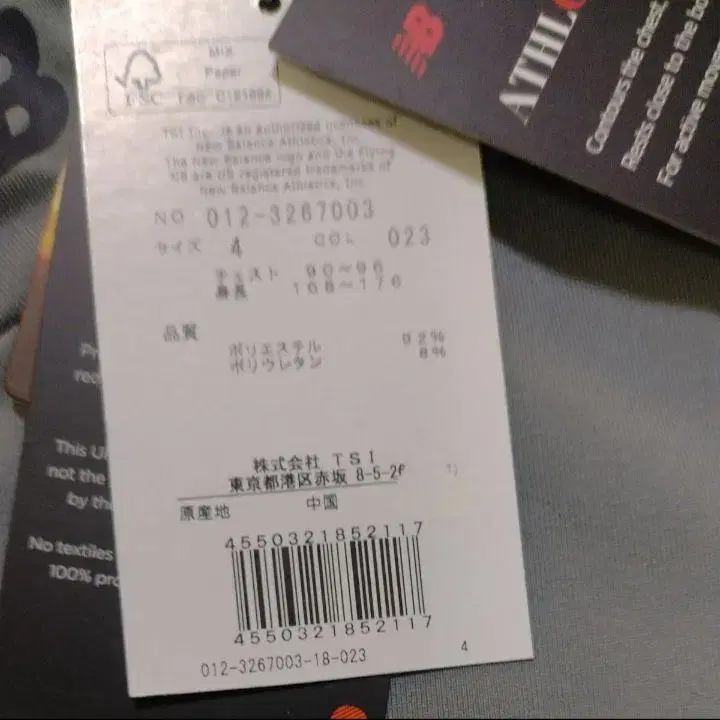 MIX
Paper
FSC
TSI Inc. is an authorized licensee of
New Balance Athletics, Inc.
The New Balance logo and the Flying
NB are US registered trademarks of
New Balance Athletics, Inc.
NO 012-3267003
サイズ 4 COL 023
チェスト 90~96
身長 168~176
品質
ポリエステル 92%
ポリウレタン 8%
株式会社 TSI
東京都港区赤坂 8-5-2
原産地 中国
4550321852117
4550321852117
012-3267003-18-023
4
ATHL
Contours the chest
Rests close to the
For active
This
not the
by
No textiles
100%